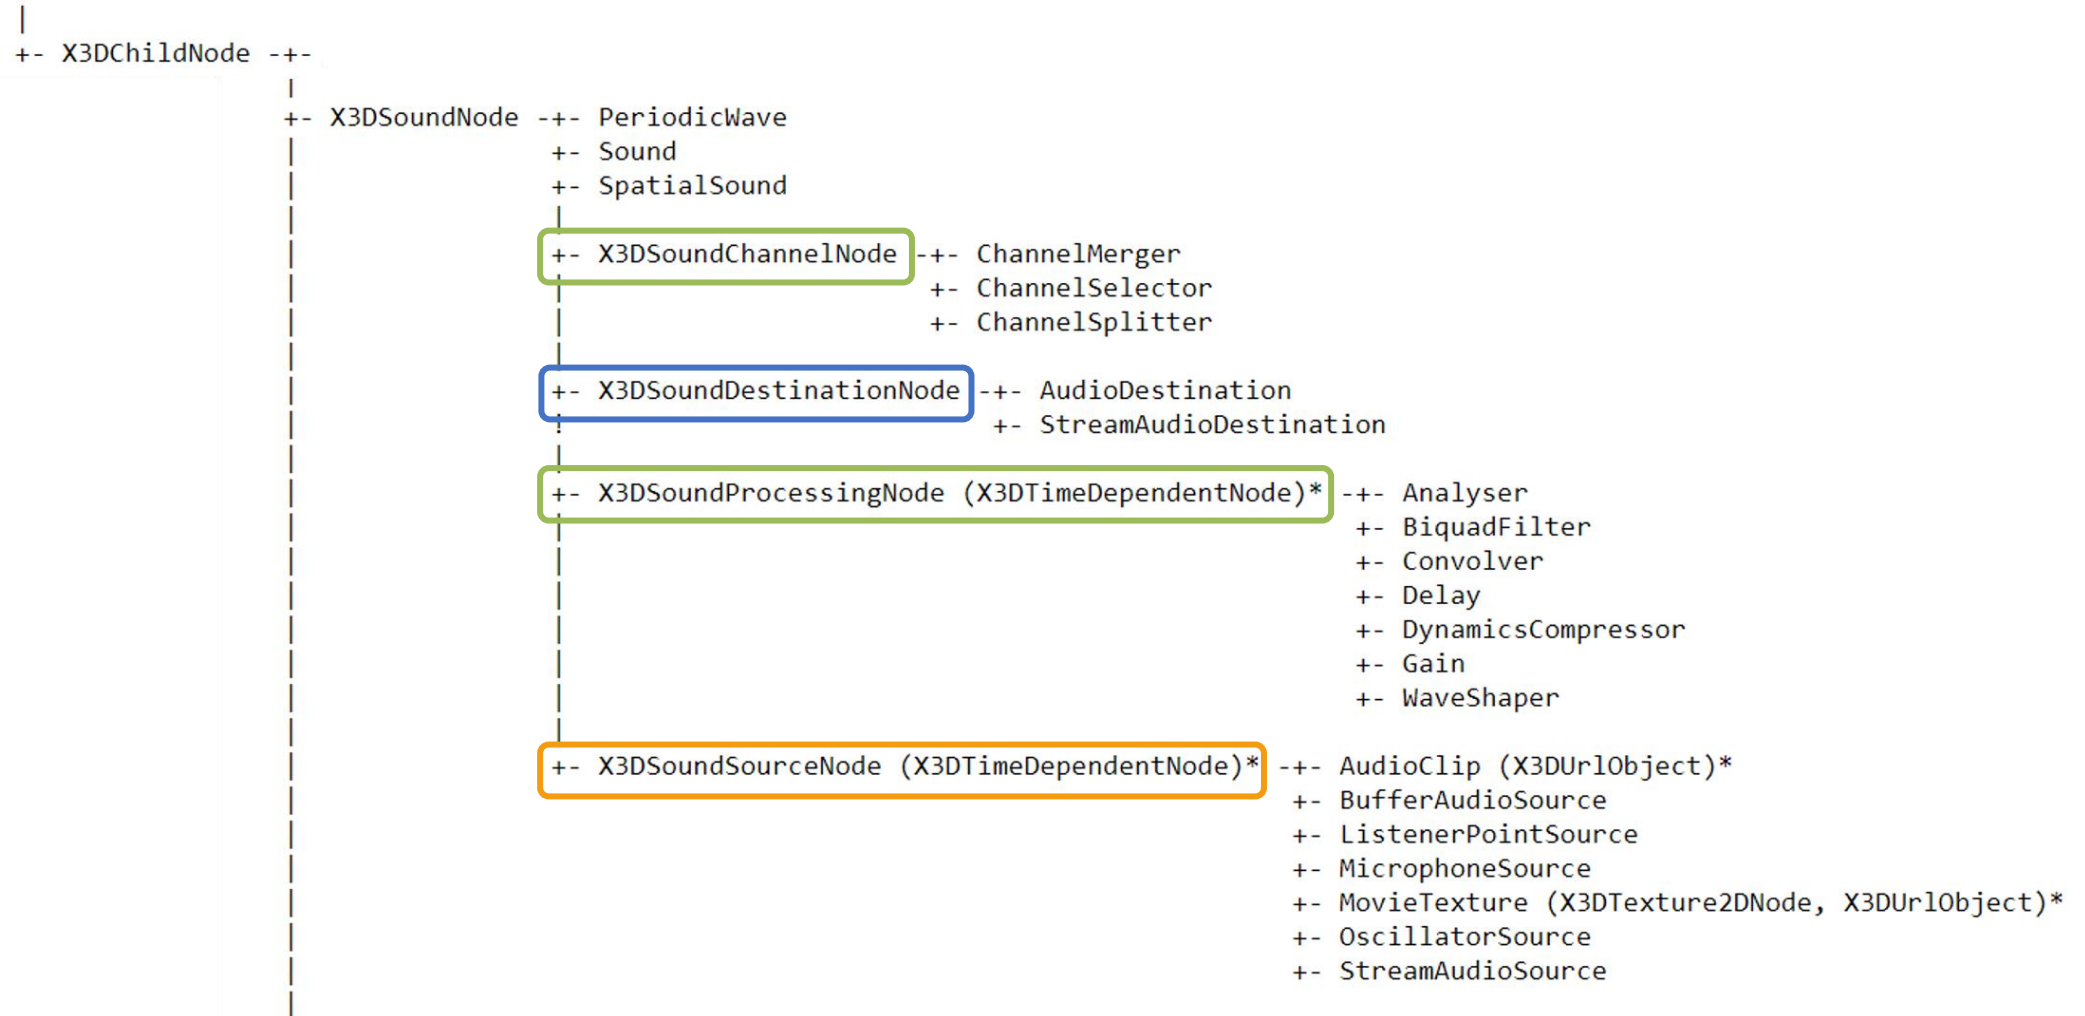 |
+- X3DChildNode -+-
|
+- X3DSoundNode -+- PeriodicWave
| +- Sound
| +- SpatialSound
| |
| +- X3DSoundChannelNode -+- ChannelMerger
| | +- ChannelSelector
| | +- ChannelSplitter
| |
| +- X3DSoundDestinationNode -+- AudioDestination
| ! +- StreamAudioDestination
| |
| +- X3DSoundProcessingNode (X3DTimeDependentNode)* -+- Analyser
| | +- BiquadFilter
| | +- Convolver
| | +- Delay
| | +- DynamicsCompressor
| | +- Gain
| | +- WaveShaper
| |
| +- X3DSoundSourceNode (X3DTimeDependentNode)* -+- AudioClip (X3DUrlObject)*
| +- BufferAudioSource
| +- ListenerPointSource
| +- MicrophoneSource
| +- MovieTexture (X3DTexture2DNode, X3DUrlObject)*
| +- OscillatorSource
| +- StreamAudioSource
|